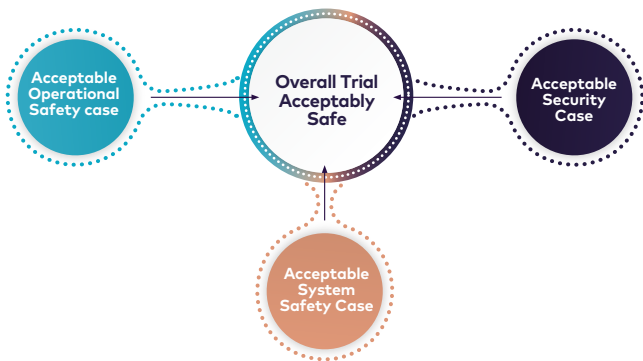 Acceptable
Operational
Safety case
Overall Trial
Acceptably
Safe
Acceptable
Security
Case
Acceptable
System
Safety Case